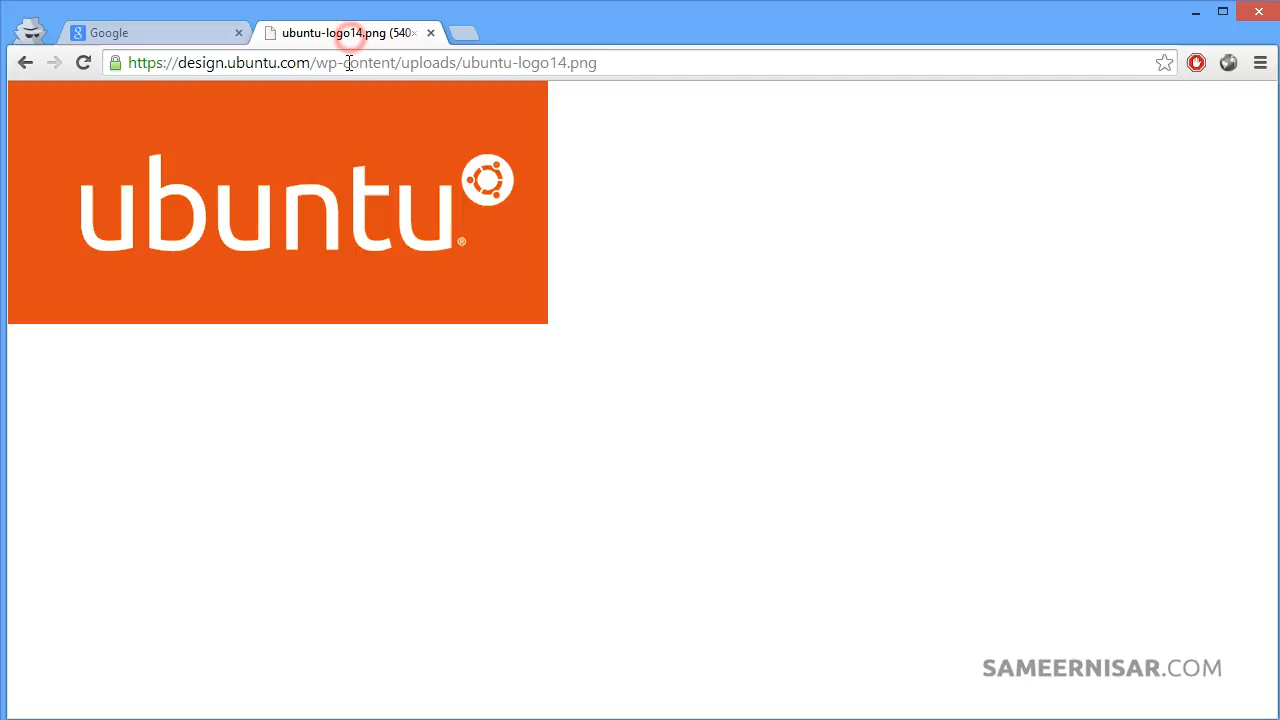 Google
ubuntu-logo14.png (540×
https://design.ubuntu.com/wp-content/uploads/ubuntu-logo14.png
ubuntu®
SAMEERNISAR.COM